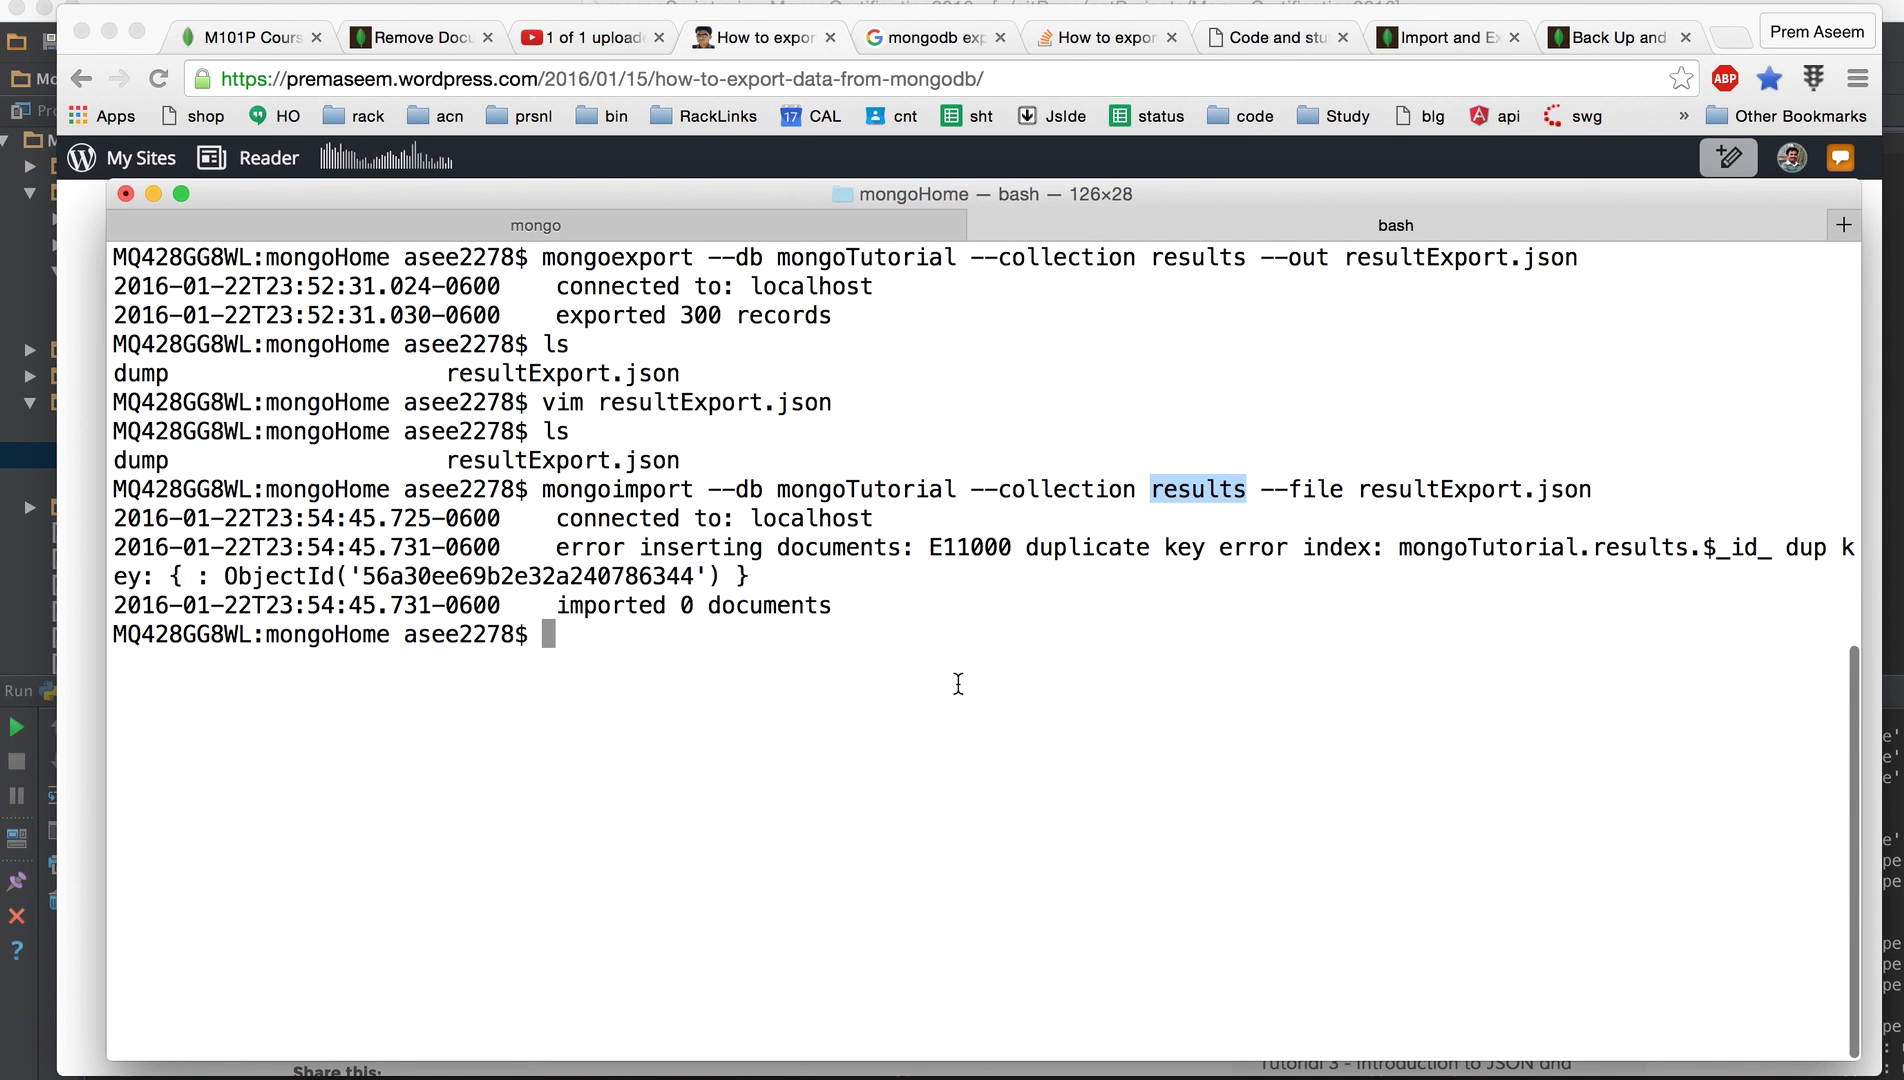 M101P Cours
Remove Docu
1 of 1 upload
How to expor
mongodb exp
How to expor
Code and stu
Import and Ex
Back Up and
Prem Aseem
https://premaseem.wordpress.com/2016/01/15/how-to-export-data-from-mongodb/
ABP
Apps shop HO rack acn prsnl bin RackLinks 17 CAL cnt sht JsIde status code Study blg api swg » Other Bookmarks
My Sites Reader
mongoHome — bash — 126×28
mongo bash +
MQ428GG8WL:mongoHome asee2278$ mongoexport --db mongoTutorial --collection results --out resultExport.json
2016-01-22T23:52:31.024-0600 connected to: localhost
2016-01-22T23:52:31.030-0600 exported 300 records
MQ428GG8WL:mongoHome asee2278$ ls
dump resultExport.json
MQ428GG8WL:mongoHome asee2278$ vim resultExport.json
MQ428GG8WL:mongoHome asee2278$ ls
dump resultExport.json
MQ428GG8WL:mongoHome asee2278$ mongoimport --db mongoTutorial --collection results --file resultExport.json
2016-01-22T23:54:45.725-0600 connected to: localhost
2016-01-22T23:54:45.731-0600 error inserting documents: E11000 duplicate key error index: mongoTutorial.results.$_id_ dup k
ey: { : ObjectId('56a30ee69b2e32a240786344') }
2016-01-22T23:54:45.731-0600 imported 0 documents
MQ428GG8WL:mongoHome asee2278$
Run
Share this:
Tutorial 3 - Introduction to JSON and